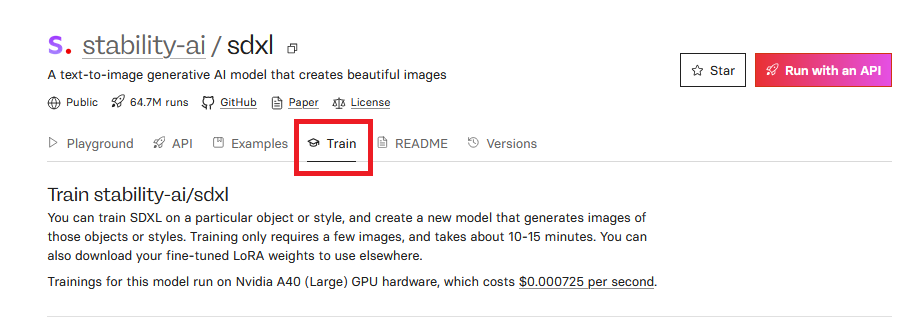 S. stability-ai / sdxl
A text-to-image generative AI model that creates beautiful images
Star
Run with an API
Public 64.7M runs GitHub Paper License
Playground API Examples Train README Versions
Train stability-ai/sdxl
You can train SDXL on a particular object or style, and create a new model that generates images of
those objects or styles. Training only requires a few images, and takes about 10-15 minutes. You can
also download your fine-tuned LoRA weights to use elsewhere.
Trainings for this model run on Nvidia A40 (Large) GPU hardware, which costs $0.000725 per second.